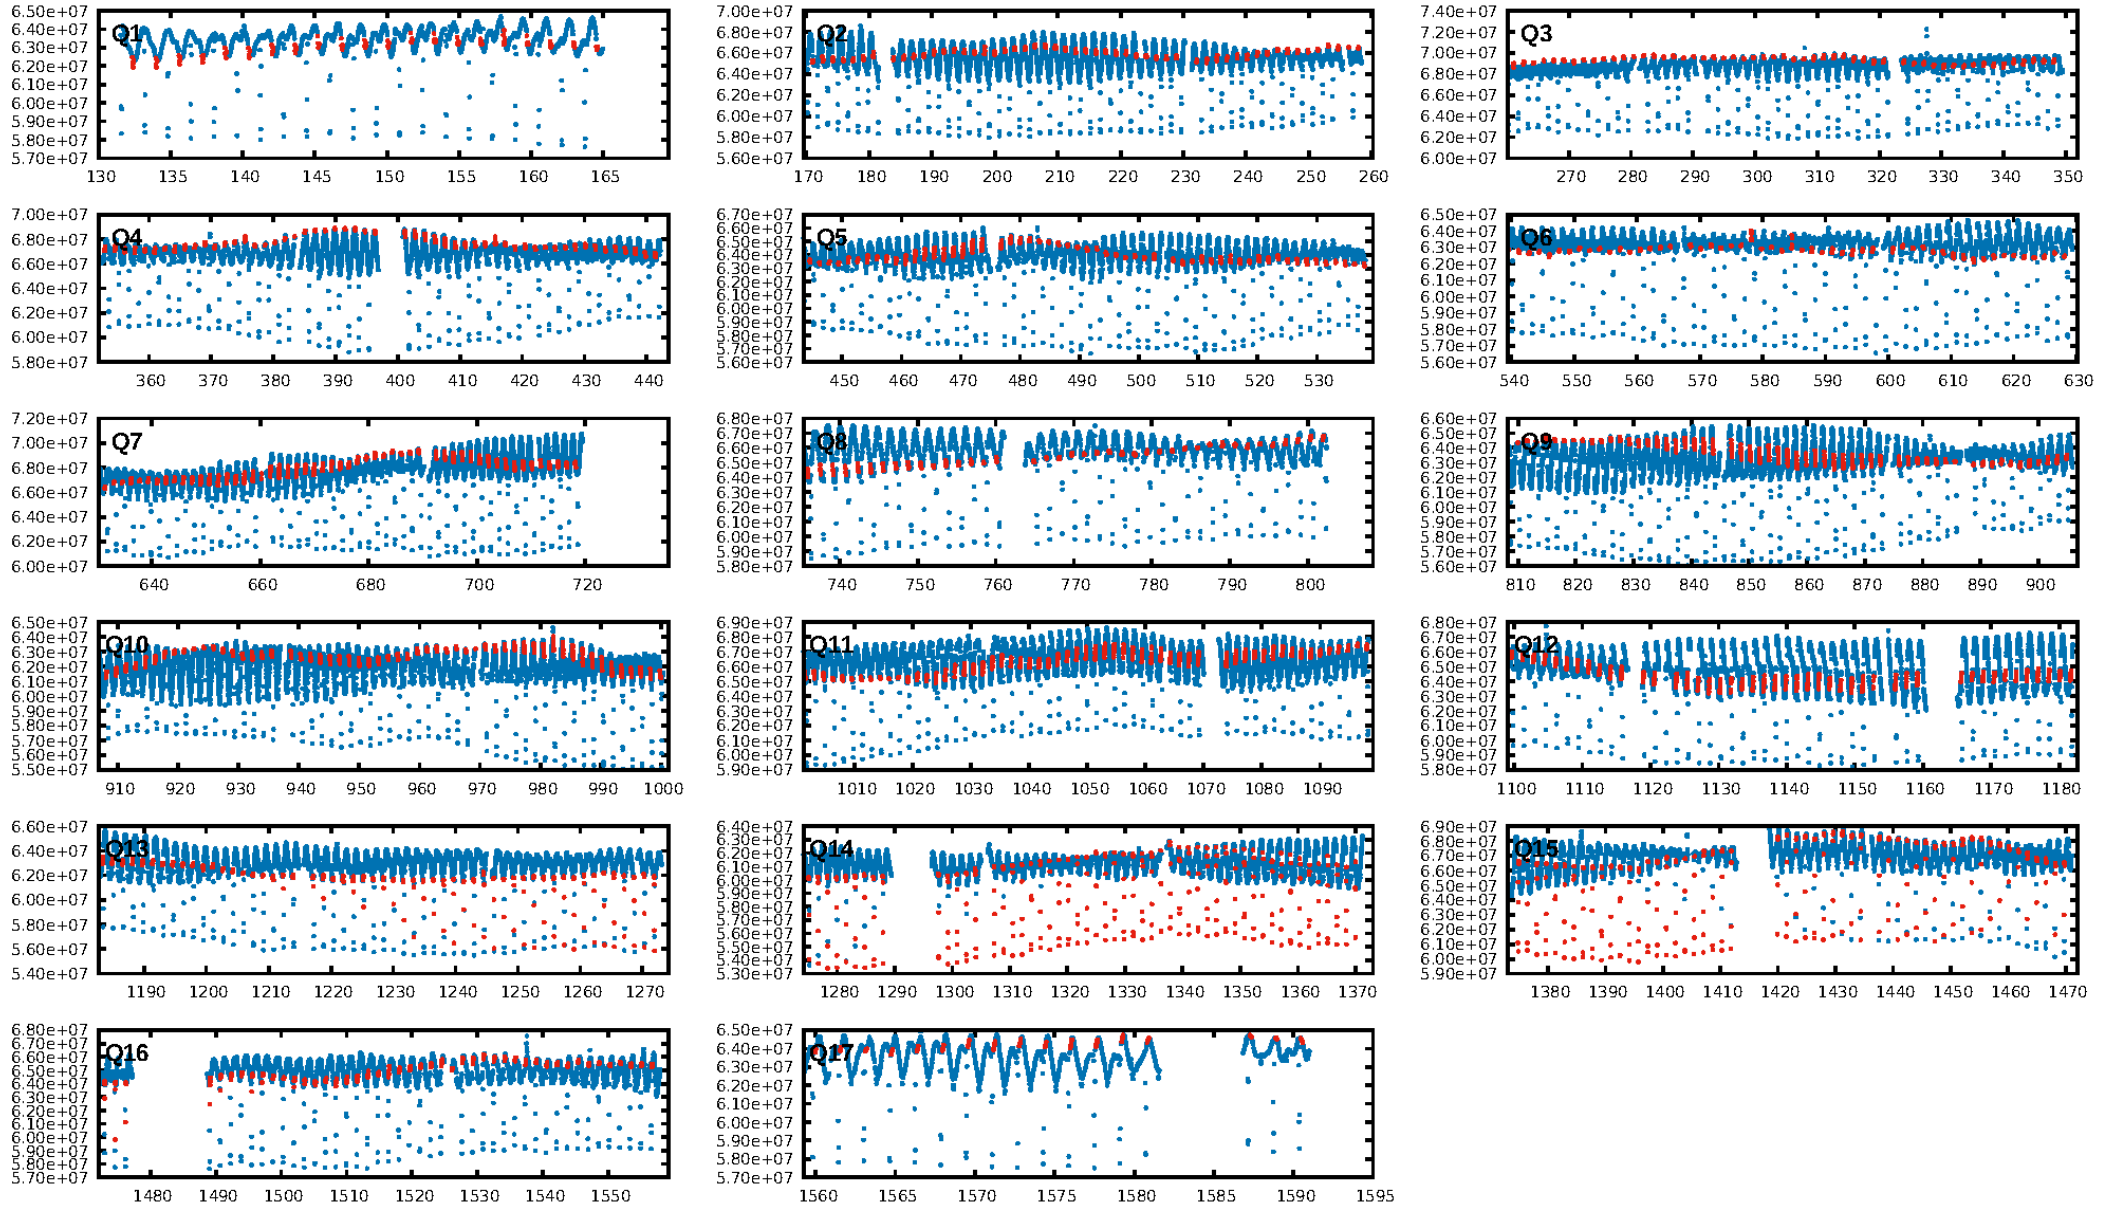 6.50e+07 Q1
6.40e+07
6.30e+07
6.20e+07
6.10e+07
6.00e+07
5.90e+07
5.80e+07
5.70e+07
130 135 140 145 150 155 160 165
7.00e+07 Q2
6.80e+07
6.60e+07
6.40e+07
6.20e+07
6.00e+07
5.80e+07
5.60e+07
170 180 190 200 210 220 230 240 250 260
7.40e+07 Q3
7.20e+07
7.00e+07
6.80e+07
6.60e+07
6.40e+07
6.20e+07
6.00e+07
270 280 290 300 310 320 330 340 350
7.00e+07 Q4
6.80e+07
6.60e+07
6.40e+07
6.20e+07
6.00e+07
5.80e+07
360 370 380 390 400 410 420 430 440
6.70e+07 Q5
6.60e+07
6.50e+07
6.40e+07
6.30e+07
6.20e+07
6.10e+07
6.00e+07
5.90e+07
5.80e+07
5.70e+07
5.60e+07
450 460 470 480 490 500 510 520 530
6.50e+07 Q6
6.40e+07
6.30e+07
6.20e+07
6.10e+07
6.00e+07
5.90e+07
5.80e+07
5.70e+07
5.60e+07
540 550 560 570 580 590 600 610 620 630
7.20e+07 Q7
7.00e+07
6.80e+07
6.60e+07
6.40e+07
6.20e+07
6.00e+07
640 660 680 700 720
6.80e+07 Q8
6.70e+07
6.60e+07
6.50e+07
6.40e+07
6.30e+07
6.20e+07
6.10e+07
6.00e+07
5.90e+07
5.80e+07
740 750 760 770 780 790 800
6.60e+07 Q9
6.50e+07
6.40e+07
6.30e+07
6.20e+07
6.10e+07
6.00e+07
5.90e+07
5.80e+07
5.70e+07
5.60e+07
810 820 830 840 850 860 870 880 890 900
6.50e+07 Q10
6.40e+07
6.30e+07
6.20e+07
6.10e+07
6.00e+07
5.90e+07
5.80e+07
5.70e+07
5.60e+07
5.50e+07
910 920 930 940 950 960 970 980 990 1000
6.90e+07 Q11
6.80e+07
6.70e+07
6.60e+07
6.50e+07
6.40e+07
6.30e+07
6.20e+07
6.10e+07
6.00e+07
5.90e+07
1010 1020 1030 1040 1050 1060 1070 1080 1090
6.80e+07 Q12
6.70e+07
6.60e+07
6.50e+07
6.40e+07
6.30e+07
6.20e+07
6.10e+07
6.00e+07
5.90e+07
5.80e+07
1100 1110 1120 1130 1140 1150 1160 1170 1180
6.60e+07 Q13
6.40e+07
6.20e+07
6.00e+07
5.80e+07
5.60e+07
5.40e+07
1190 1200 1210 1220 1230 1240 1250 1260 1270
6.40e+07 Q14
6.30e+07
6.20e+07
6.10e+07
6.00e+07
5.90e+07
5.80e+07
5.70e+07
5.60e+07
5.50e+07
5.40e+07
5.30e+07
1280 1290 1300 1310 1320 1330 1340 1350 1360 1370
6.90e+07 Q15
6.80e+07
6.70e+07
6.60e+07
6.50e+07
6.40e+07
6.30e+07
6.20e+07
6.10e+07
6.00e+07
5.90e+07
1380 1390 1400 1410 1420 1430 1440 1450 1460 1470
6.80e+07 Q16
6.70e+07
6.60e+07
6.50e+07
6.40e+07
6.30e+07
6.20e+07
6.10e+07
6.00e+07
5.90e+07
5.80e+07
5.70e+07
1480 1490 1500 1510 1520 1530 1540 1550
6.50e+07 Q17
6.40e+07
6.30e+07
6.20e+07
6.10e+07
6.00e+07
5.90e+07
5.80e+07
5.70e+07
1560 1565 1570 1575 1580 1585 1590 1595